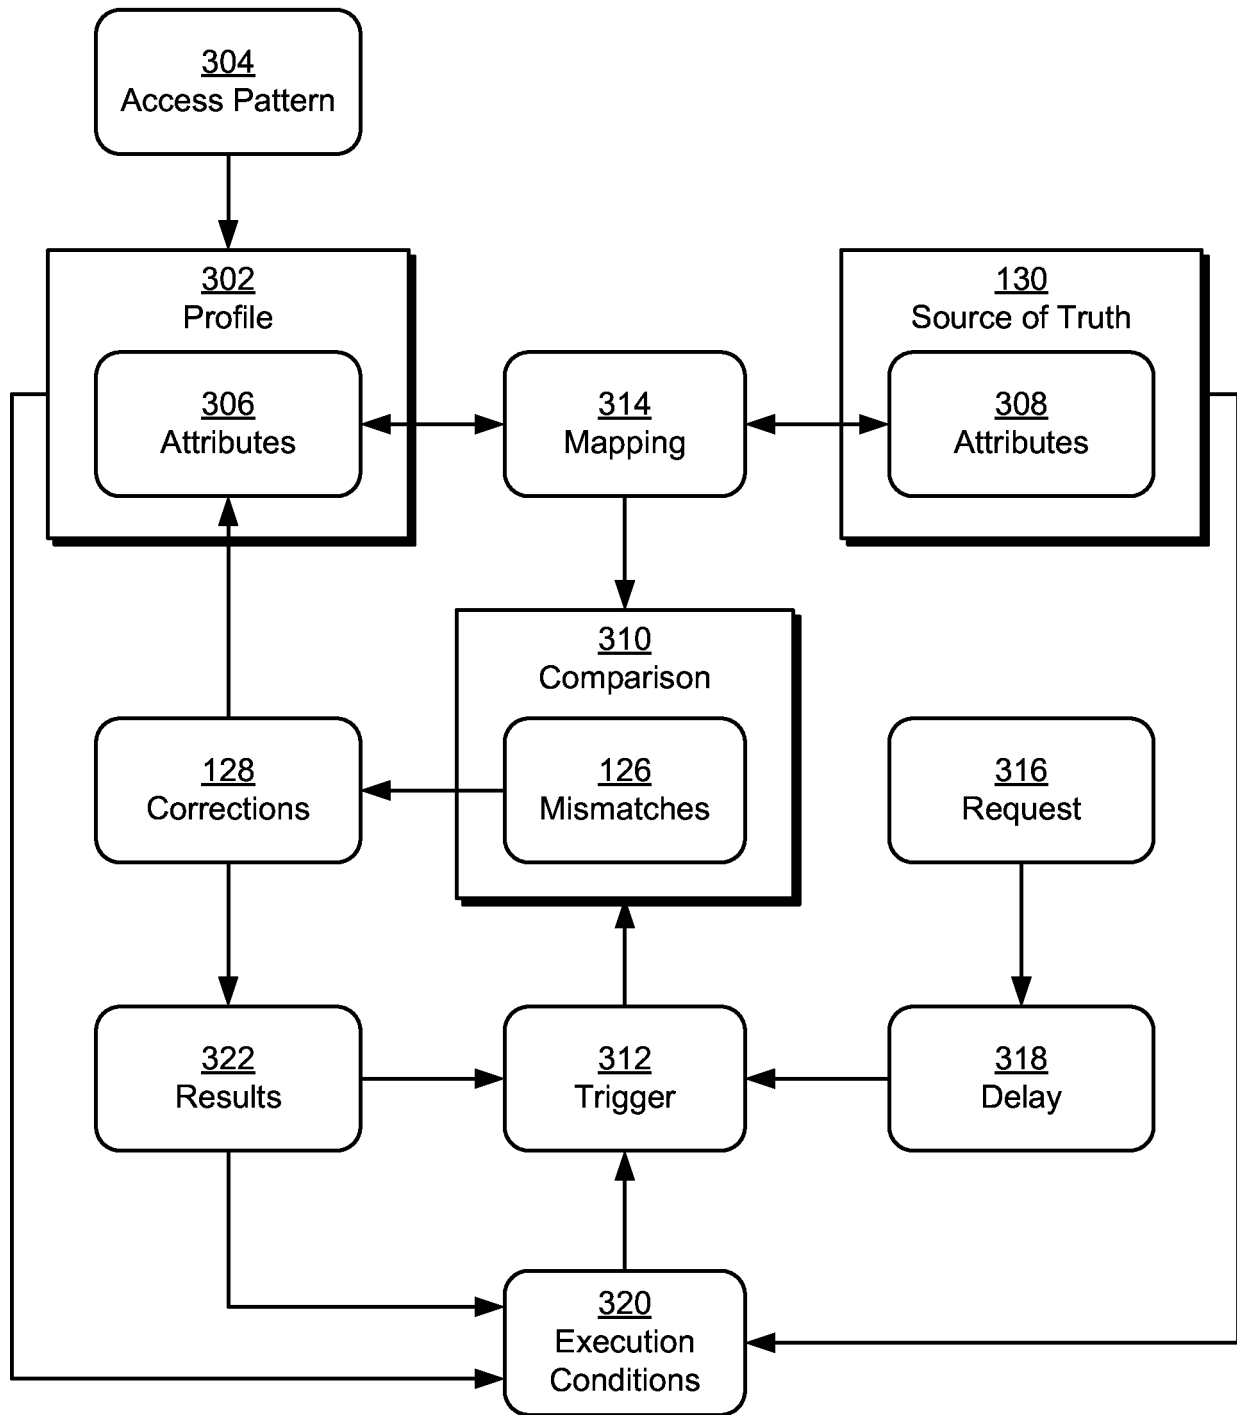 304
Access Pattern
302
Profile
130
Source of Truth
306
Attributes
314
Mapping
308
Attributes
310
Comparison
128
Corrections
126
Mismatches
316
Request
322
Results
312
Trigger
318
Delay
320
Execution
Conditions